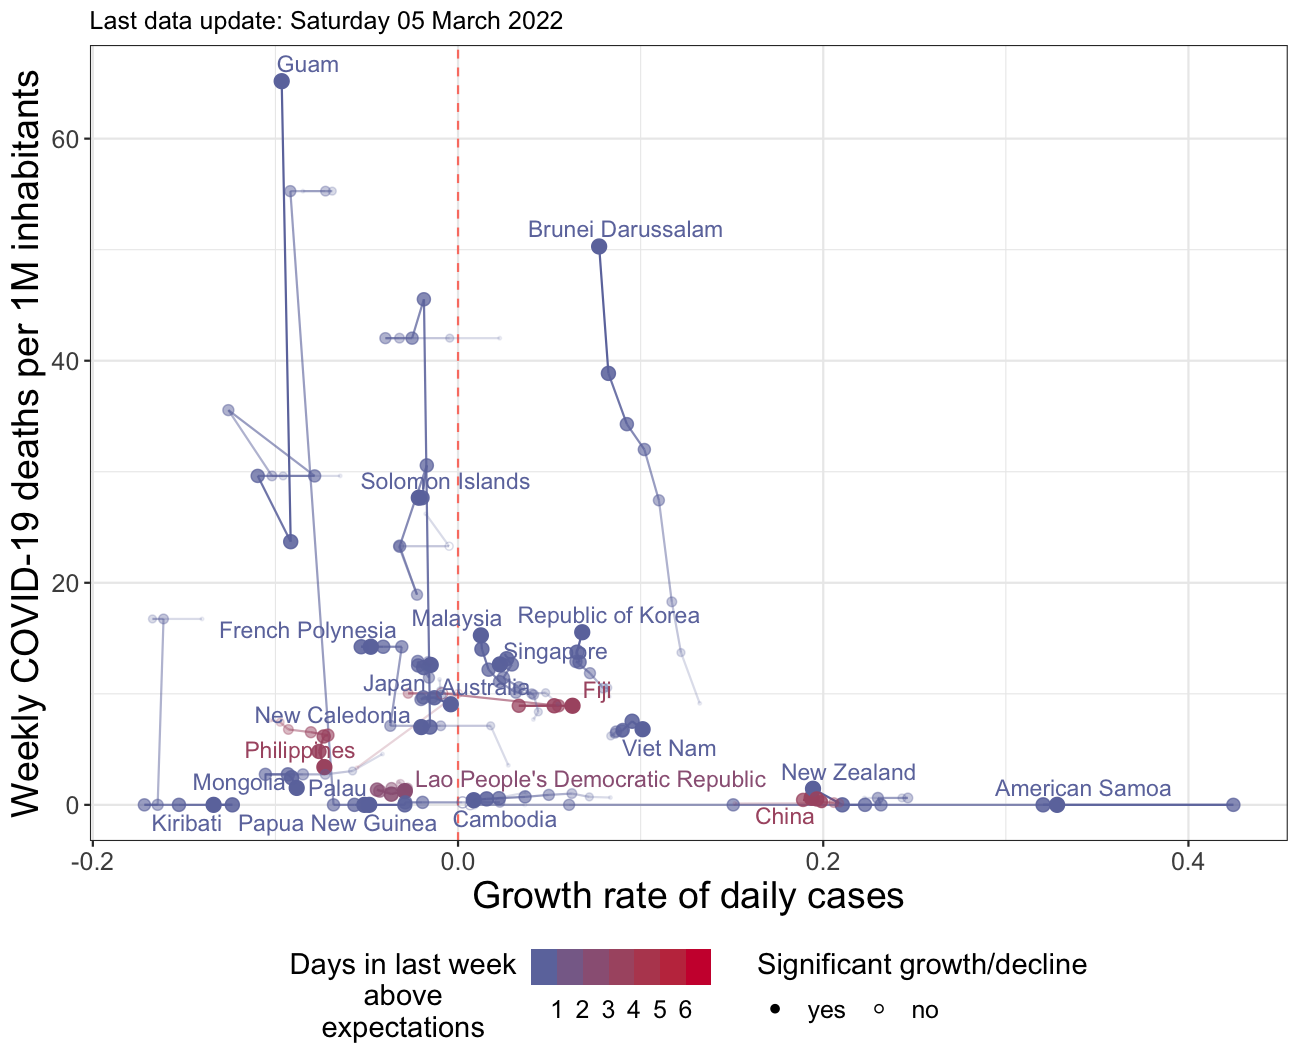 Last data update: Saturday 05 March 2022
Weekly COVID-19 deaths per 1M inhabitants
60
40
20
0
Guam
Brunei Darussalam
Solomon Islands
Malaysia
Republic of Korea
French Polynesia
Singapore
Japan
Australia
Fiji
New Caledonia
Philippines
Viet Nam
Mongolia
Palau
Lao People's Democratic Republic
New Zealand
American Samoa
Kiribati
Papua New Guinea
Cambodia
China
-0.2
0.0
0.2
0.4
Growth rate of daily cases
Days in last week
above
expectations
1 2 3 4 5 6
Significant growth/decline
yes
no